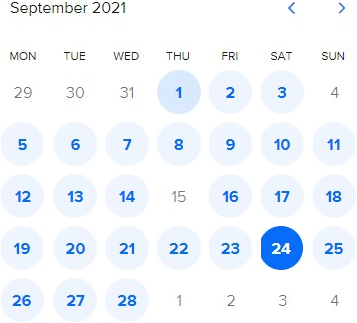 September 2021
MON TUE WED THU FRI SAT SUN
29 30 31 1 2 3 4
5 6 7 8 9 10 11
12 13 14 15 16 17 18
19 20 21 22 23 24 25
26 27 28 1 2 3 4